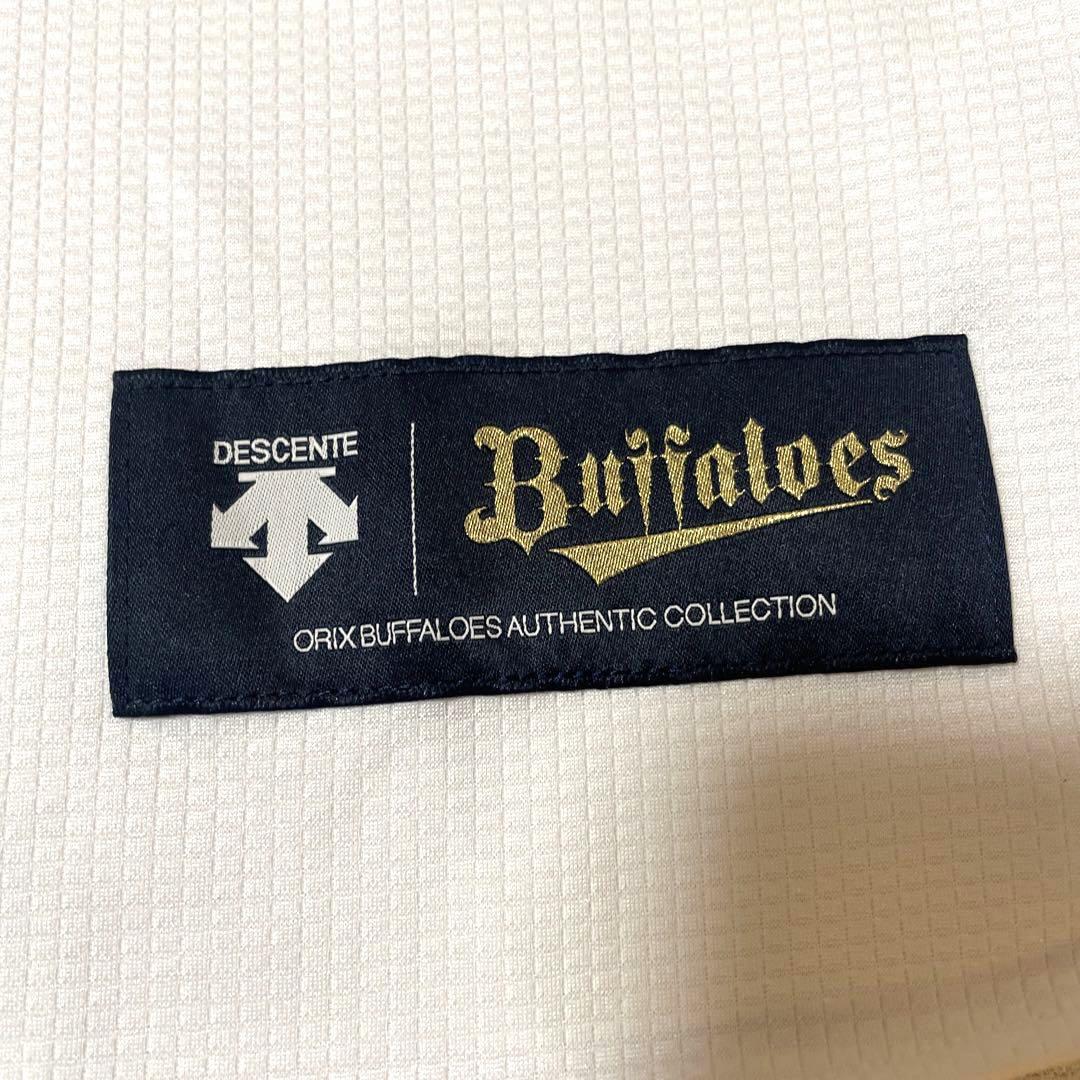 DESCENTE
Buffaloes
ORIX BUFFALOES AUTHENTIC COLLECTION